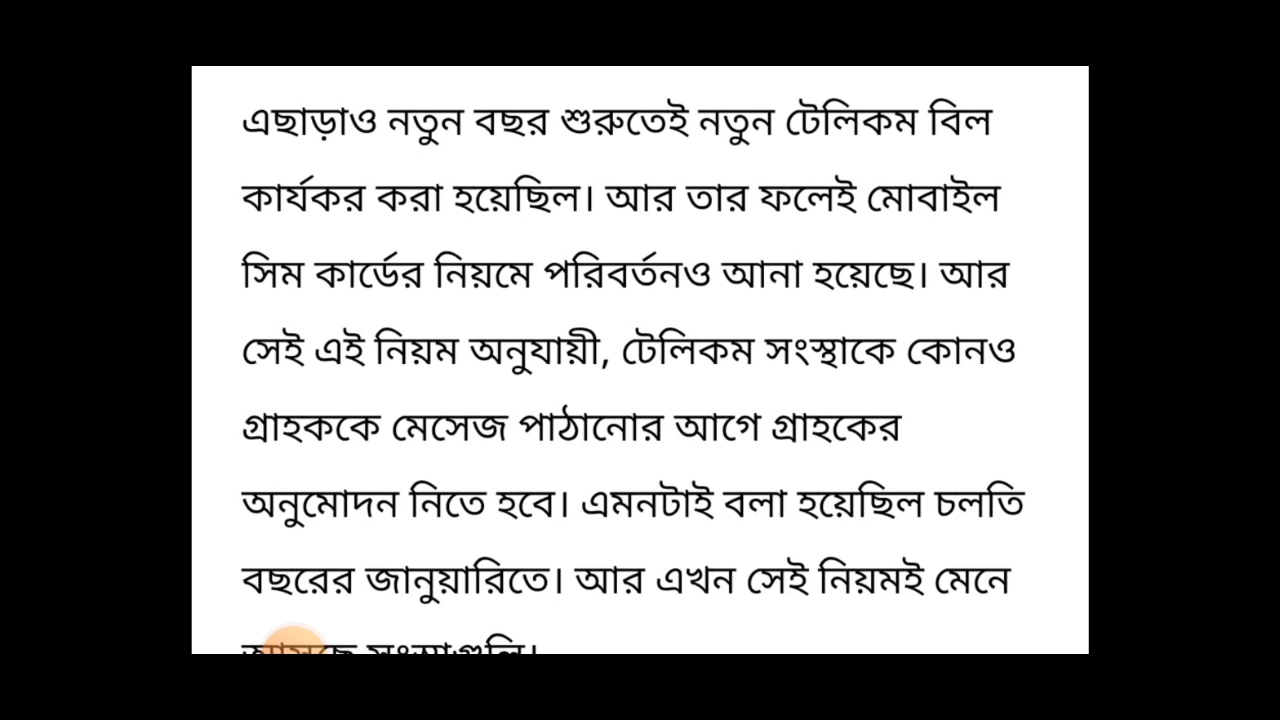 এছাড়াও নতুন বছর শুরুতেই নতুন টেলিকম বিল
কার্যকর করা হয়েছিল। আর তার ফলেই মোবাইল
সিম কার্ডের নিয়মে পরিবর্তনও আনা হয়েছে। আর
সেই এই নিয়ম অনুযায়ী, টেলিকম সংস্থাকে কোনও
গ্রাহককে মেসেজ পাঠানোর আগে গ্রাহকের
অনুমোদন নিতে হবে। এমনটাই বলা হয়েছিল চলতি
বছরের জানুয়ারিতে। আর এখন সেই নিয়মই মেনে